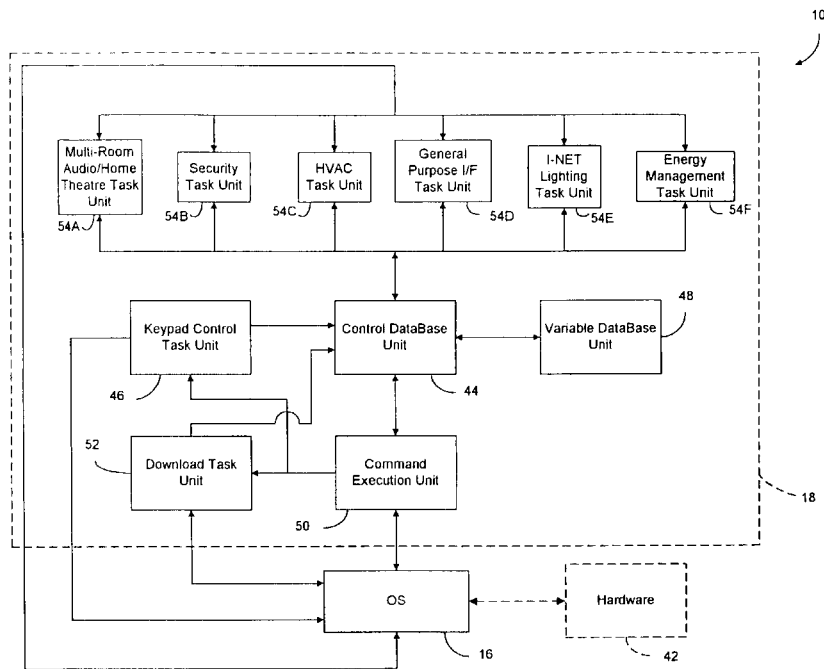 10
Multi-Room
Audio/Home
Theatre Task
Unit
54A
Security
Task Unit
54B
HVAC
Task Unit
54C
General
Purpose I/F
Task Unit
54D
I-NET
Lighting
Task Unit
54E
Energy
Management
Task Unit
54F
Keypad Control
Task Unit
46
Control DataBase
Unit
44
Variable DataBase
Unit
48
52
Download Task
Unit
Command
Execution Unit
50
18
OS
16
Hardware
42